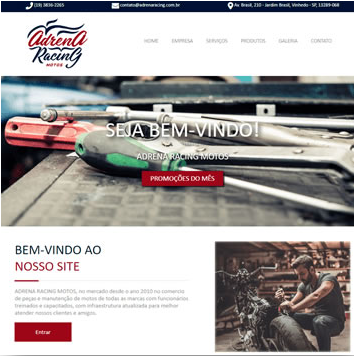 (19) 3836-2265 contato@adrenaracing.com.br Av. Brasil, 210 - Jardim Brasil, Vinhedo - SP, 13289-068
AdrenA
RacinG
MOTOS
HOME EMPRESA SERVIÇOS PRODUTOS GALERIA CONTATO
SEJA BEM-VINDO!
ADRENA RACING MOTOS
PROMOÇÕES DO MÊS
BEM-VINDO AO
NOSSO SITE
ADRENA RACING MOTOS, no mercado desde o ano 2010 no comercio
de peças e manutenção de motos de todas as marcas com funcionários
treinados e capacitados, com infraestrutura atualizada para melhor
atender nossos clientes e amigos.
Entrar